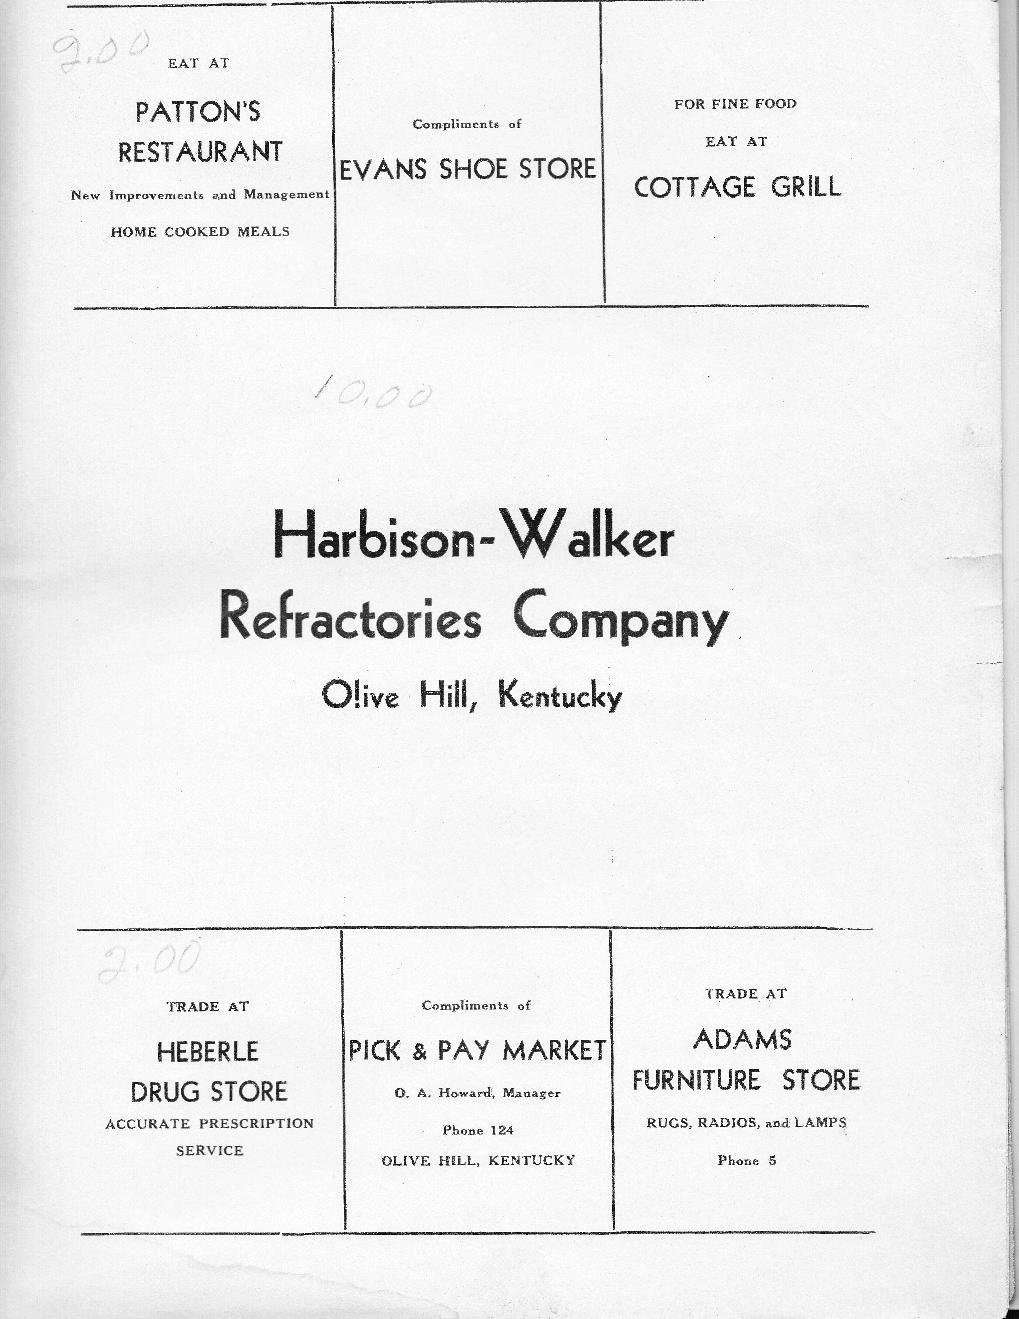 2.00
EAT AT
PATTON'S
RESTAURANT
New Improvements and Management
HOME COOKED MEALS
Compliments of
EVANS SHOE STORE
FOR FINE FOOD
EAT AT
COTTAGE GRILL
10.00
Harbison-Walker
Refractories Company
Olive Hill, Kentucky
2.00
TRADE AT
HEBERLE
DRUG STORE
ACCURATE PRESCRIPTION
SERVICE
Compliments of
PICK & PAY MARKET
O. A. Howard, Manager
Phone 124
OLIVE HILL, KENTUCKY
TRADE AT
ADAMS
FURNITURE STORE
RUGS, RADIOS, and LAMPS
Phone 5